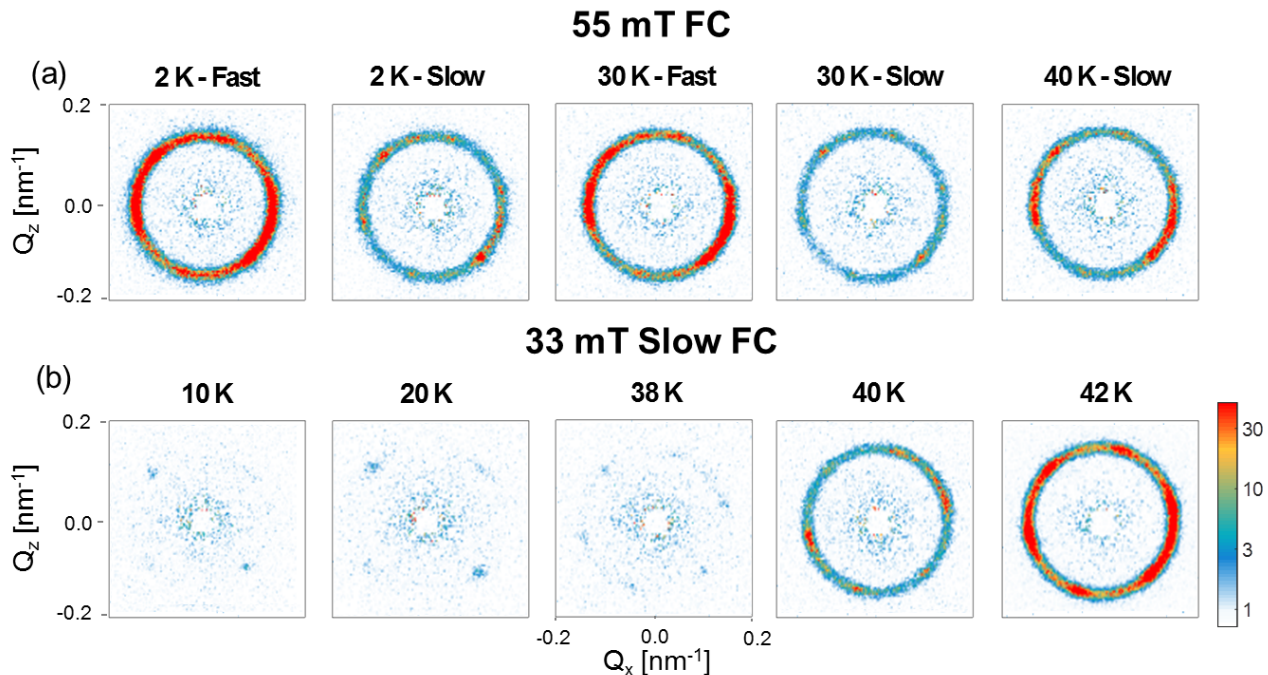 55 mT FC
(a)
2 K - Fast
2 K - Slow
30 K - Fast
30 K - Slow
40 K - Slow
0.2
0.0
-0.2
Qz [nm-1]
33 mT Slow FC
(b)
10 K
20 K
38 K
40 K
42 K
0.2
0.0
-0.2
Qz [nm-1]
30
10
3
1
-0.2
0.0
0.2
Qx [nm-1]